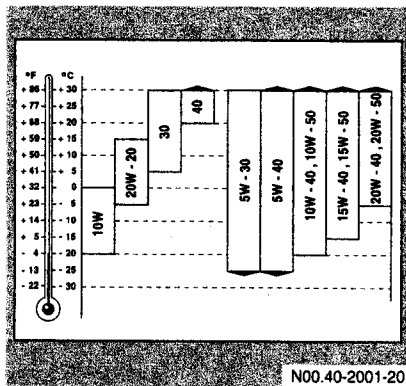 °F °C
+ 86 + 30
+ 77 + 25
+ 68 + 20
+ 59 + 15
+ 50 + 10
+ 41 + 5
+ 32 0
+ 23 5
+ 14 10
+ 5 15
- 4 20
- 13 25
- 22 30
10W
20W - 20
30
40
5W - 30
5W - 40
10W - 40 , 10W - 50
15W - 40 , 15W - 50
20W - 40 , 20W - 50
N00.40-2001-20